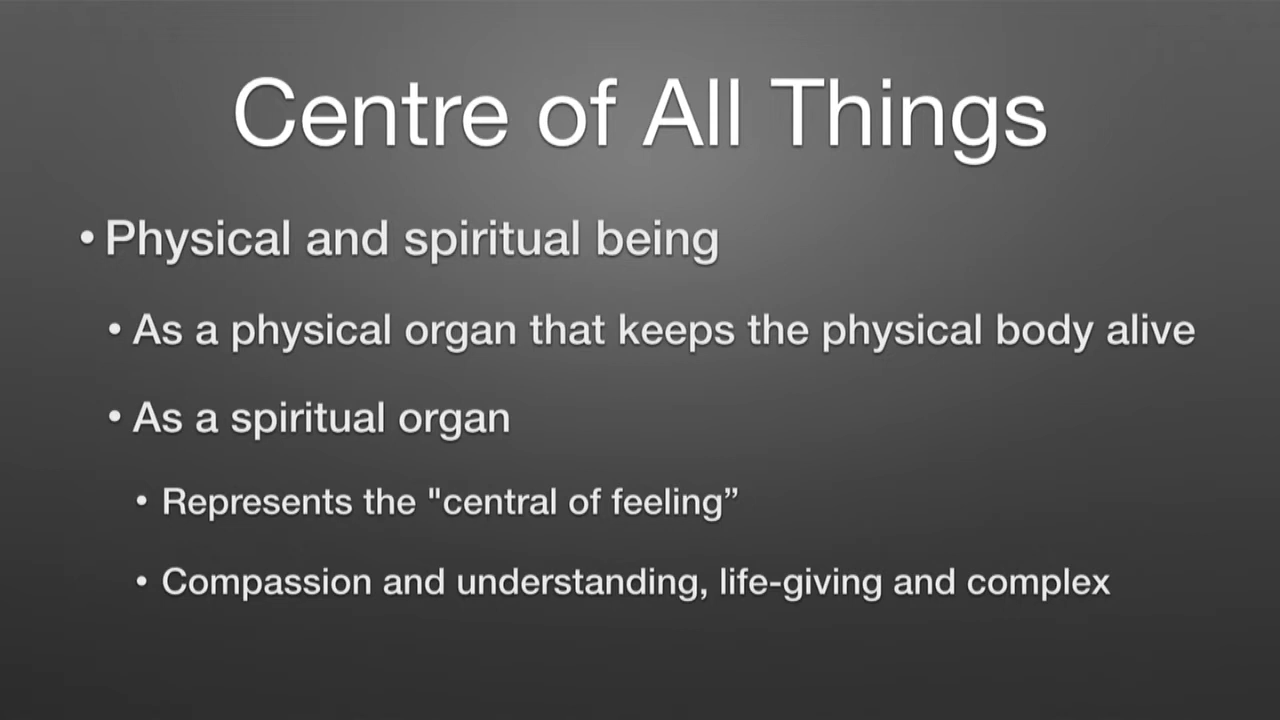 Centre of All Things
• Physical and spiritual being
• As a physical organ that keeps the physical body alive
• As a spiritual organ
• Represents the "central of feeling”
• Compassion and understanding, life-giving and complex